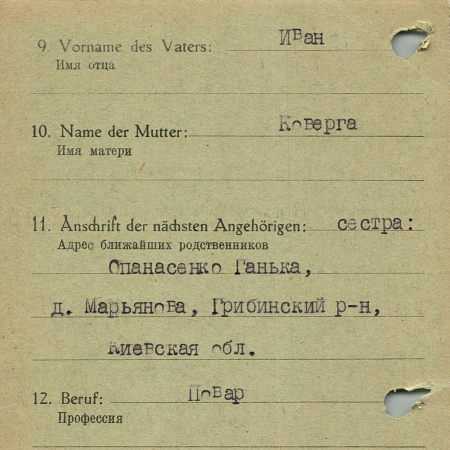 9 Vorname des Vaters: Иван
Имя отца
10. Name der Mutter: Коверга
Имя матери
11. Anschrift der nächsten Angehörigen: сестра:
Адрес ближайших родственников
Опанасенко Ганька,
д. Марьянова, Грибинский р-н,
Киевская обл.
12. Beruf: Повар
Профессия